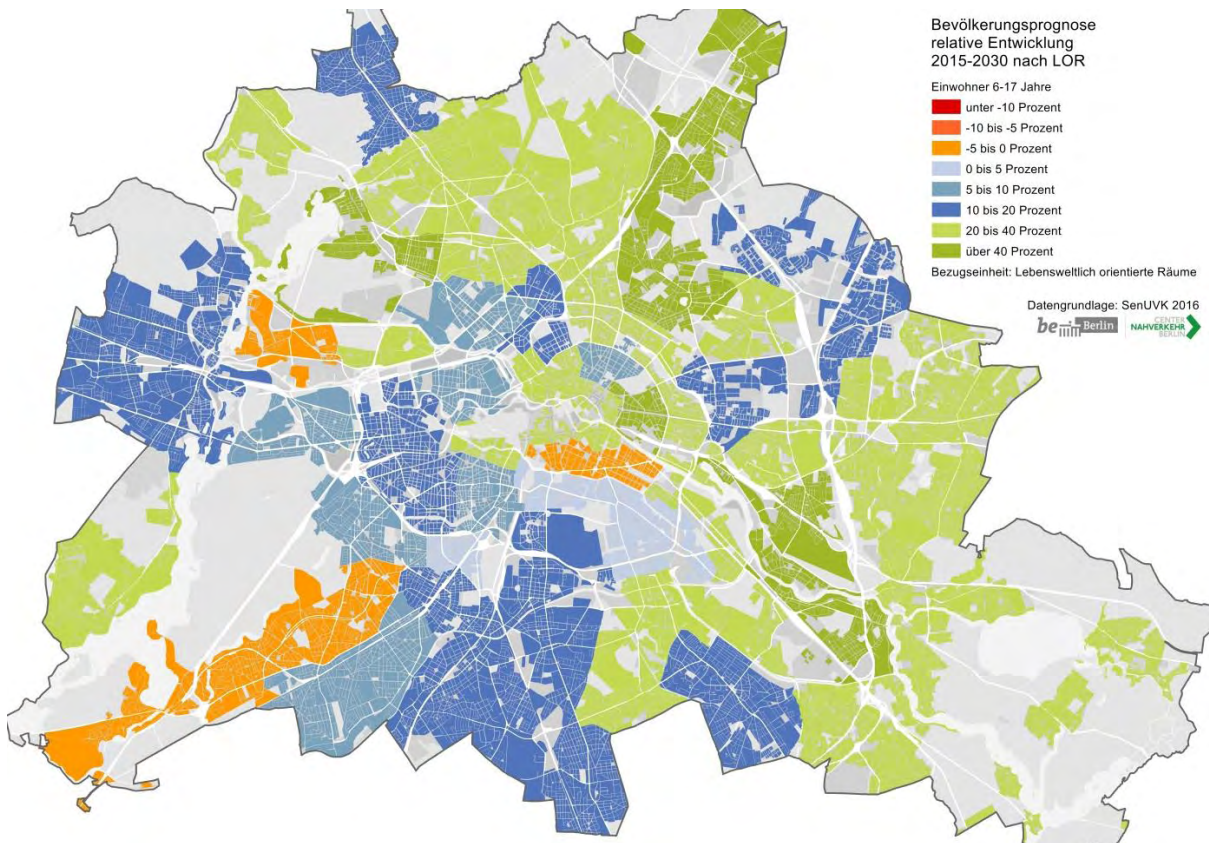 Bevölkerungsprognose
relative Entwicklung
2015-2030 nach LOR
Einwohner 6-17 Jahre
unter -10 Prozent
-10 bis -5 Prozent
-5 bis 0 Prozent
0 bis 5 Prozent
5 bis 10 Prozent
10 bis 20 Prozent
20 bis 40 Prozent
über 40 Prozent
Bezugseinheit: Lebensweltlich orientierte Räume
Datengrundlage: SenUVK 2016
be Berlin
CENTER
NAHVERKEHR
BERLIN